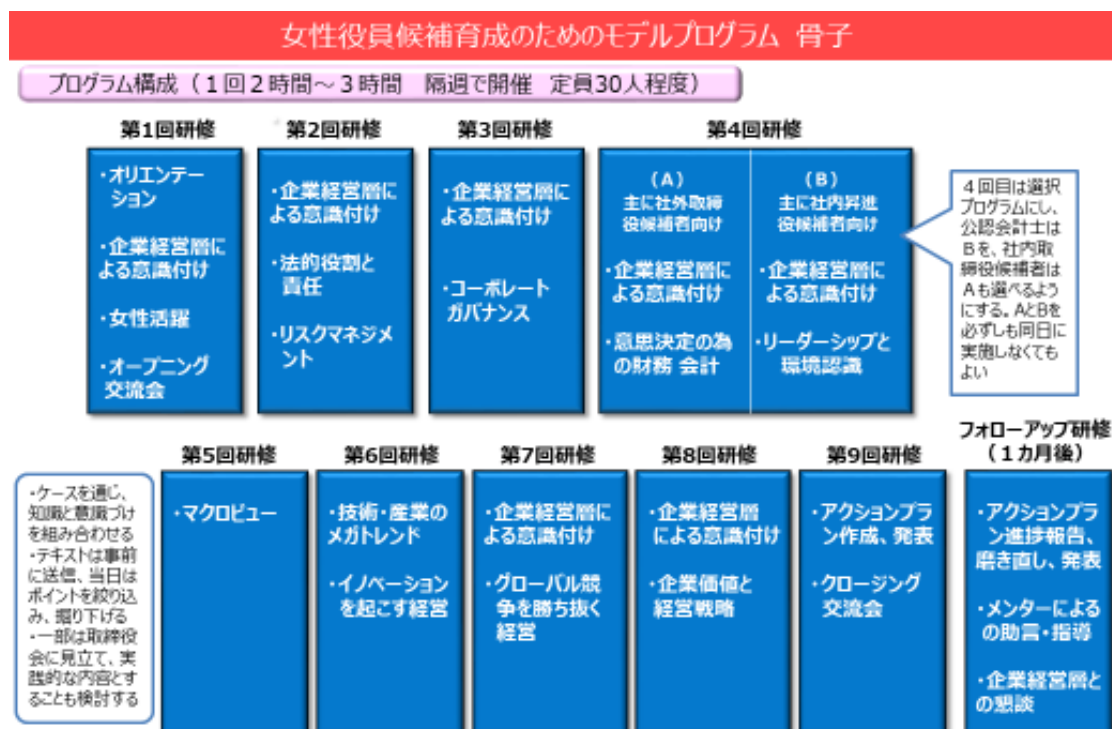 女性役員候補育成のためのモデルプログラム 骨子
プログラム構成（１回２時間～３時間　隔週で開催　定員30人程度）
第1回研修
・オリエンテー
ション
・企業経営層に
よる意識付け
・女性活躍
・オープニング
交流会
第2回研修
・企業経営層に
よる意識付け
・法的役割と
責任
・リスクマネジメ
ント
第3回研修
・企業経営層に
よる意識付け
・コーポレート
ガバナンス
第4回研修
（A）
主に社外取締
役候補者向け
・企業経営層に
よる意識付け
・意思決定の為
の財務 会計
（B）
主に社内昇進
役候補者向け
・企業経営層に
よる意識付け
・リーダーシップと
環境認識
４回目は選択
プログラムにし、
公認会計士は
Bを、社内取
締役候補者は
Aも選べるよう
にする。AとBを
必ずしも同日に
実施しなくても
よい
・ケースを通じ、
知識と意識づけ
を組み合わせる
・テキストは事前
に送信、当日は
ポイントを絞り込
み、掘り下げる
・一部は取締役
会に見立て、実
践的な内容とす
ることも検討する
第5回研修
・マクロビュー
第6回研修
・技術・産業の
メガトレンド
・イノベーション
を起こす経営
第7回研修
・企業経営層に
よる意識付け
・グローバル競
争を勝ち抜く
経営
第8回研修
・企業経営層
による意識付け
・企業価値と
経営戦略
第9回研修
・アクションプラ
ン作成、発表
・クロージング
交流会
フォローアップ研修
（１カ月後）
・アクションプラ
ン進捗報告、
磨き直し、発表
・メンターによる
の助言・指導
・企業経営層と
の懇談